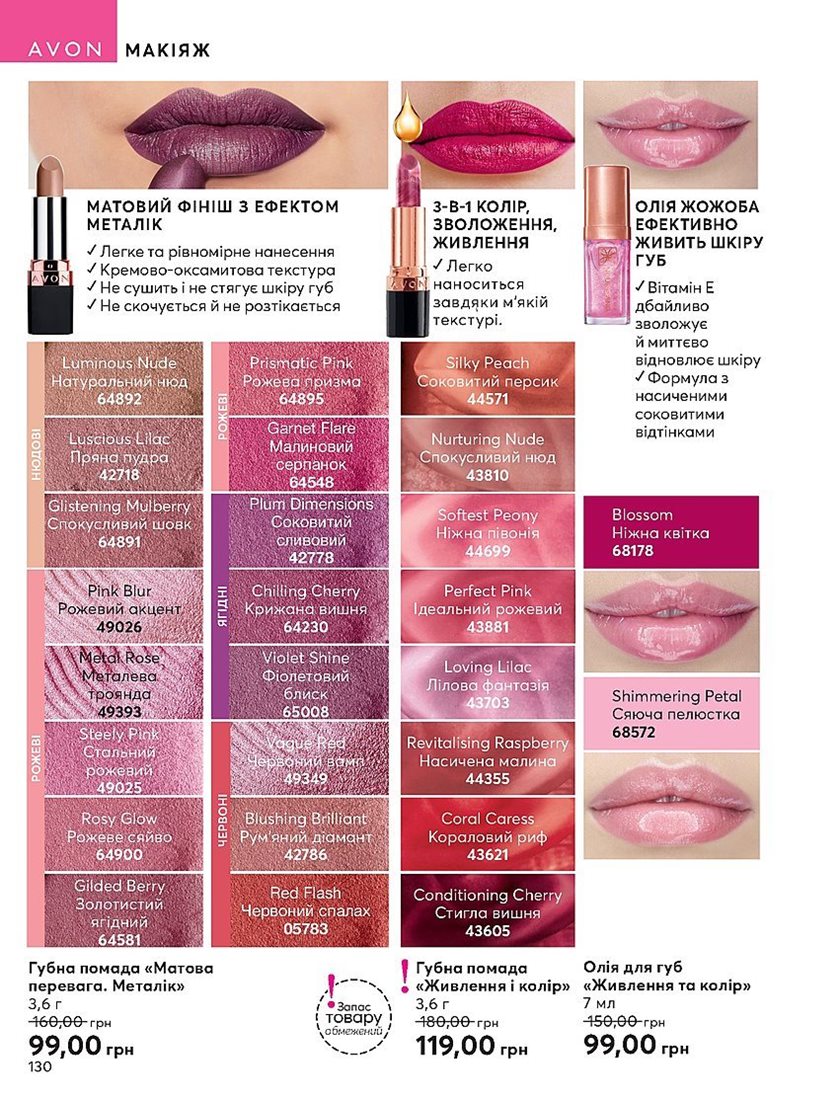 AVON МАКІЯЖ
МАТОВИЙ ФІНІШ З ЕФЕКТОМ
МЕТАЛІК
✓ Легке та рівномірне нанесення
✓ Кремово-оксамитова текстура
✓ Не сушить і не стягує шкіру губ
✓ Не скочується й не розтікається
AVON
3-В-1 КОЛІР,
ЗВОЛОЖЕННЯ,
ЖИВЛЕННЯ
✓ Легко
наноситься
завдяки м'якій
текстурі.
AVON
ОЛІЯ ЖОЖОБА
ЕФЕКТИВНО
ЖИВИТЬ ШКІРУ
ГУБ
✓ Вітамін Е
дбайливо
зволожує
й миттєво
відновлює шкіру
✓ Формула з
насиченими
соковитими
відтінками
НЮДОВІ
Luminous Nude
Натуральний нюд
64892
Luscious Lilac
Пряна пудра
42718
Glistening Mulberry
Спокусливий шовк
64891
РОЖЕВІ
Pink Blur
Рожевий акцент
49026
Metal Rose
Металева
троянда
49393
Steely Pink
Стальний
рожевий
49025
Rosy Glow
Рожеве сяйво
64900
Gilded Berry
Золотистий
ягідний
64581
РОЖЕВІ
Prismatic Pink
Рожева призма
64895
Garnet Flare
Малиновий
серпанок
64548
ЯГІДНІ
Plum Dimensions
Соковитий
сливовий
42778
Chilling Cherry
Крижана вишня
64230
Violet Shine
Фіолетовий
блиск
65008
ЧЕРВОНІ
Vague Red
Червоний вамп
49349
Blushing Brilliant
Рум'яний діамант
42786
Red Flash
Червоний спалах
05783
Silky Peach
Соковитий персик
44571
Nurturing Nude
Спокусливий нюд
43810
Softest Peony
Ніжна півонія
44699
Perfect Pink
Ідеальний рожевий
43881
Loving Lilac
Лілова фантазія
43703
Revitalising Raspberry
Насичена малина
44355
Coral Caress
Кораловий риф
43621
Conditioning Cherry
Стигла вишня
43605
Blossom
Ніжна квітка
68178
Shimmering Petal
Сяюча пелюстка
68572
Губна помада «Матова
перевага. Металік»
3,6 г
160,00 грн
99,00 грн
! Запас
товару
обмежений
! Губна помада
«Живлення і колір»
3,6 г
180,00 грн
119,00 грн
Олія для губ
«Живлення та колір»
7 мл
150,00 грн
99,00 грн
130